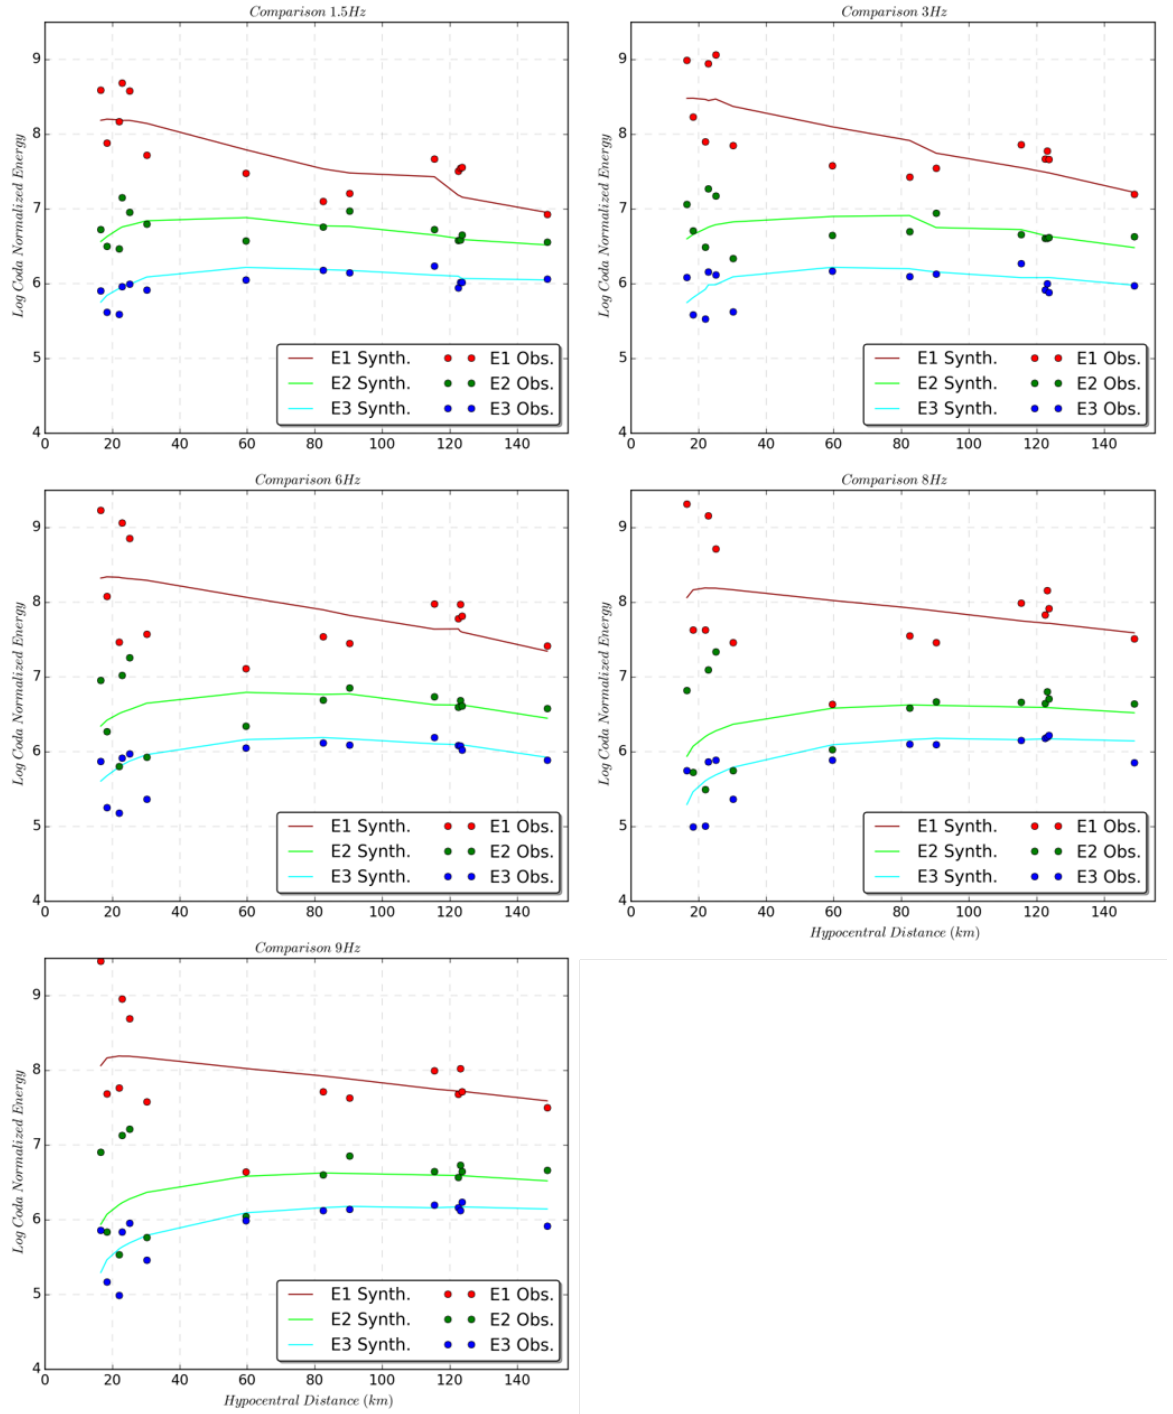 Comparison 1.5Hz
Log Coda Normalized Energy
9
8
7
6
5
4
E1 Synth. E1 Obs.
E2 Synth. E2 Obs.
E3 Synth. E3 Obs.
0 20 40 60 80 100 120 140
Comparison 3Hz
Log Coda Normalized Energy
9
8
7
6
5
4
E1 Synth. E1 Obs.
E2 Synth. E2 Obs.
E3 Synth. E3 Obs.
0 20 40 60 80 100 120 140
Comparison 6Hz
Log Coda Normalized Energy
9
8
7
6
5
4
E1 Synth. E1 Obs.
E2 Synth. E2 Obs.
E3 Synth. E3 Obs.
0 20 40 60 80 100 120 140
Comparison 8Hz
Log Coda Normalized Energy
9
8
7
6
5
4
E1 Synth. E1 Obs.
E2 Synth. E2 Obs.
E3 Synth. E3 Obs.
0 20 40 60 80 100 120 140
Hypocentral Distance (km)
Comparison 9Hz
Log Coda Normalized Energy
9
8
7
6
5
4
E1 Synth. E1 Obs.
E2 Synth. E2 Obs.
E3 Synth. E3 Obs.
0 20 40 60 80 100 120 140
Hypocentral Distance (km)